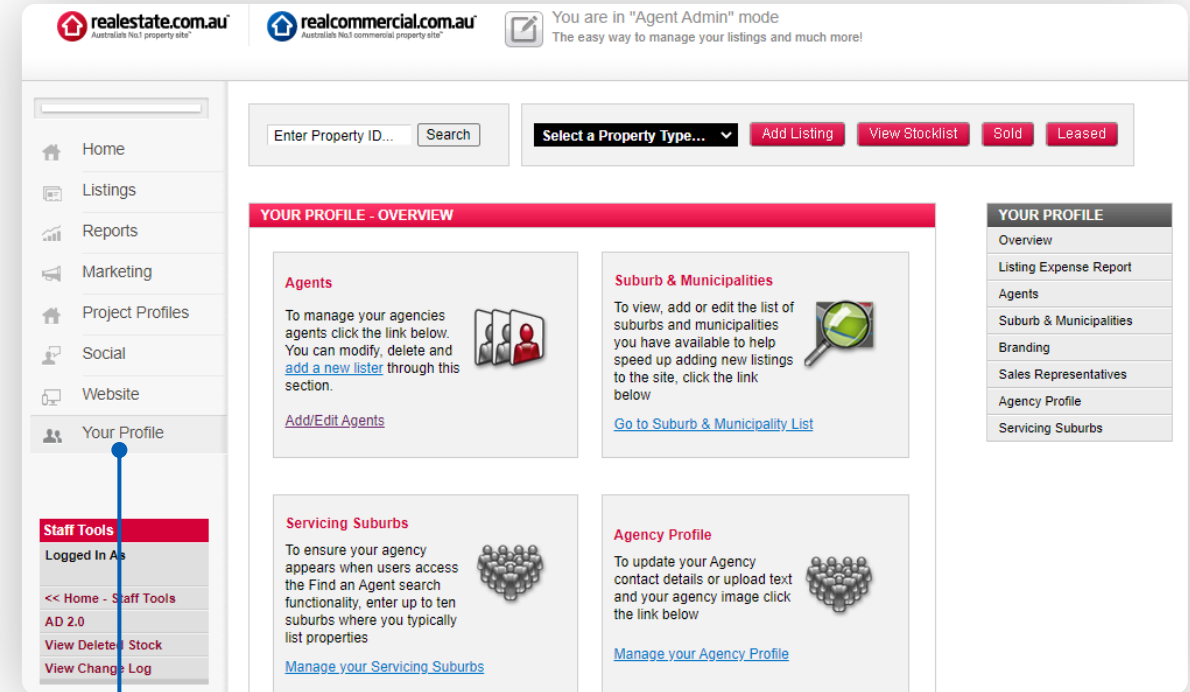 realestate.com.au
Australia's No.1 property site
realcommercial.com.au
Australia's No.1 commercial property site
You are in "Agent Admin" mode
The easy way to manage your listings and much more!
Home
Listings
Reports
Marketing
Project Profiles
Social
Website
Your Profile
Staff Tools
Logged In As
<< Home - Staff Tools
AD 2.0
View Deleted Stock
View Change Log
Enter Property ID...
Search
Select a Property Type...
Add Listing
View Stocklist
Sold
Leased
YOUR PROFILE - OVERVIEW
Agents
To manage your agencies
agents click the link below.
You can modify, delete and
add a new lister through this
section.
Add/Edit Agents
Suburb & Municipalities
To view, add or edit the list of
suburbs and municipalities
you have available to help
speed up adding new listings
to the site, click the link
below
Go to Suburb & Municipality List
Servicing Suburbs
To ensure your agency
appears when users access
the Find an Agent search
functionality, enter up to ten
suburbs where you typically
list properties
Manage your Servicing Suburbs
Agency Profile
To update your Agency
contact details or upload text
and your agency image click
the link below
Manage your Agency Profile
YOUR PROFILE
Overview
Listing Expense Report
Agents
Suburb & Municipalities
Branding
Sales Representatives
Agency Profile
Servicing Suburbs